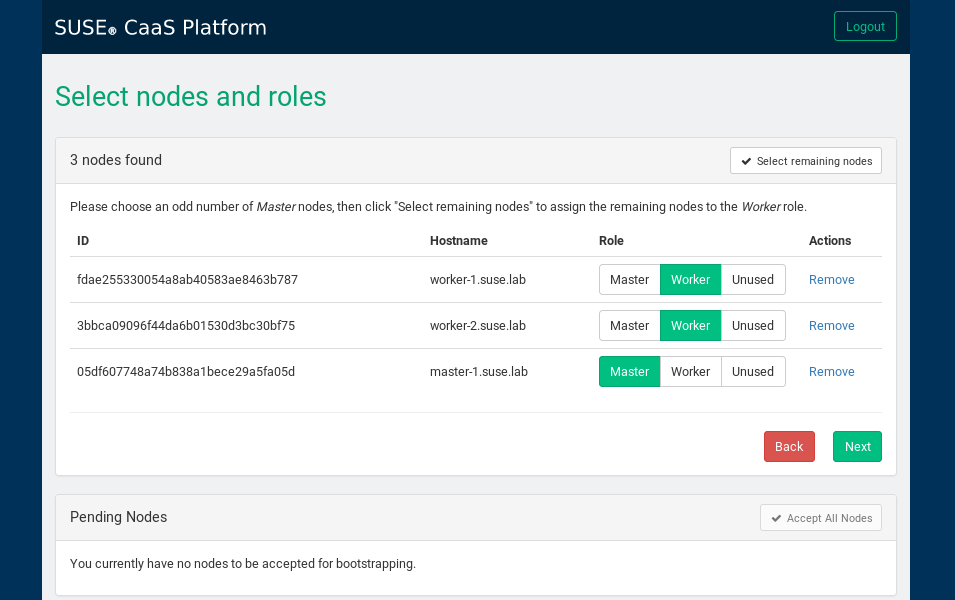 SUSE® CaaS Platform
Logout
Select nodes and roles
3 nodes found
✔ Select remaining nodes
Please choose an odd number of Master nodes, then click "Select remaining nodes" to assign the remaining nodes to the Worker role.
ID Hostname Role Actions
fdae255330054a8ab40583ae8463b787 worker-1.suse.lab Master Worker Unused Remove
3bbca09096f44da6b01530d3bc30bf75 worker-2.suse.lab Master Worker Unused Remove
05df607748a74b838a1bece29a5fa05d master-1.suse.lab Master Worker Unused Remove
Back Next
Pending Nodes
✔ Accept All Nodes
You currently have no nodes to be accepted for bootstrapping.